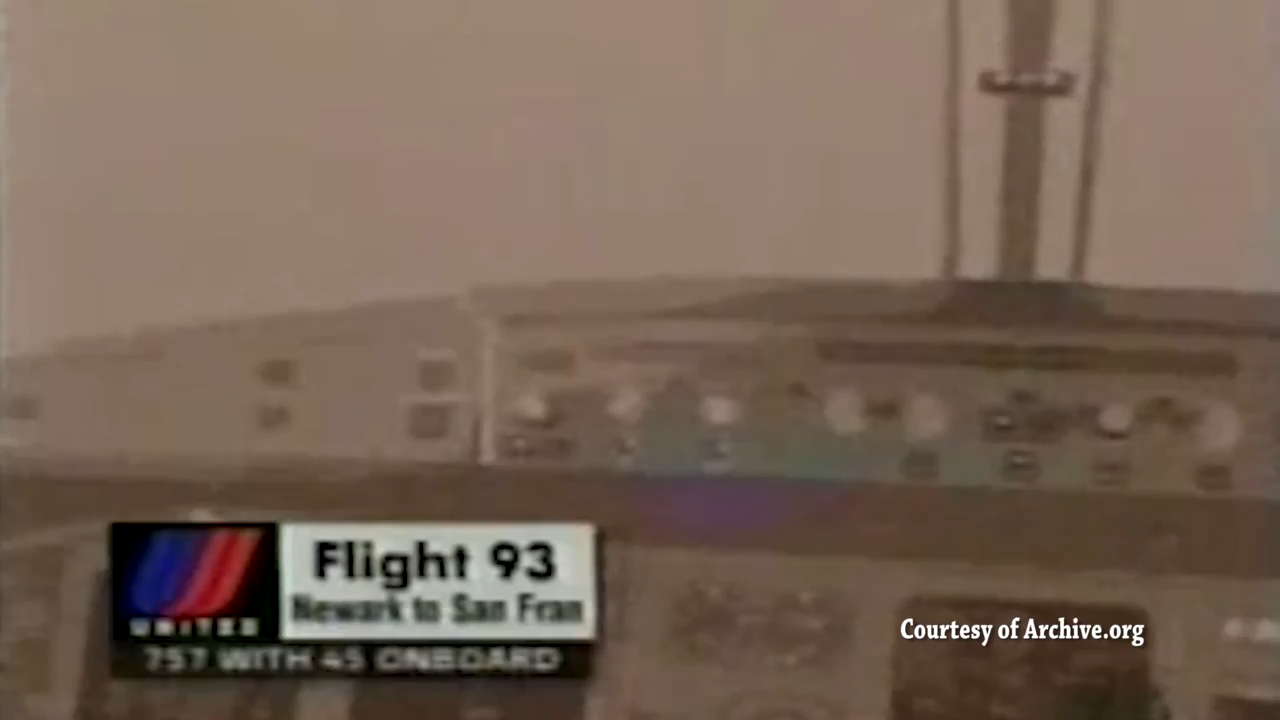 Flight 93
Newark to San Fran
UNITED
757 WITH 45 ONBOARD
Courtesy of Archive.org